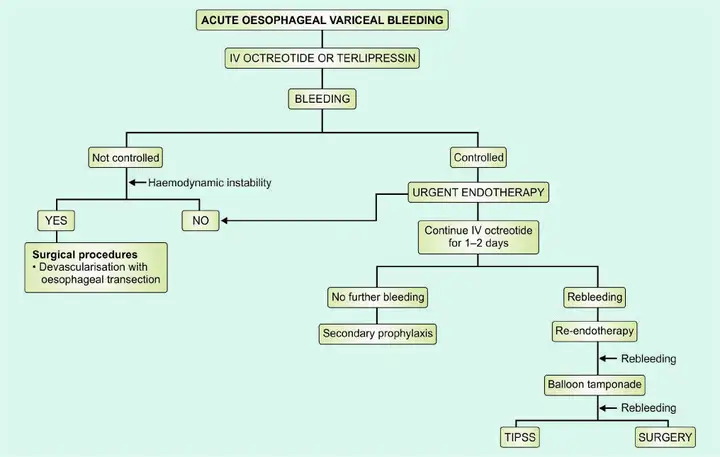 ACUTE OESOPHAGEAL VARICEAL BLEEDING
IV OCTREOTIDE OR TERLIPRESSIN
BLEEDING
Not controlled
Controlled
Haemodynamic instability
URGENT ENDOTHERAPY
YES
NO
Continue IV octreotide
for 1–2 days
Surgical procedures
• Devascularisation with
oesophageal transection
No further bleeding
Rebleeding
Secondary prophylaxis
Re-endotherapy
Rebleeding
Balloon tamponade
Rebleeding
TIPSS
SURGERY